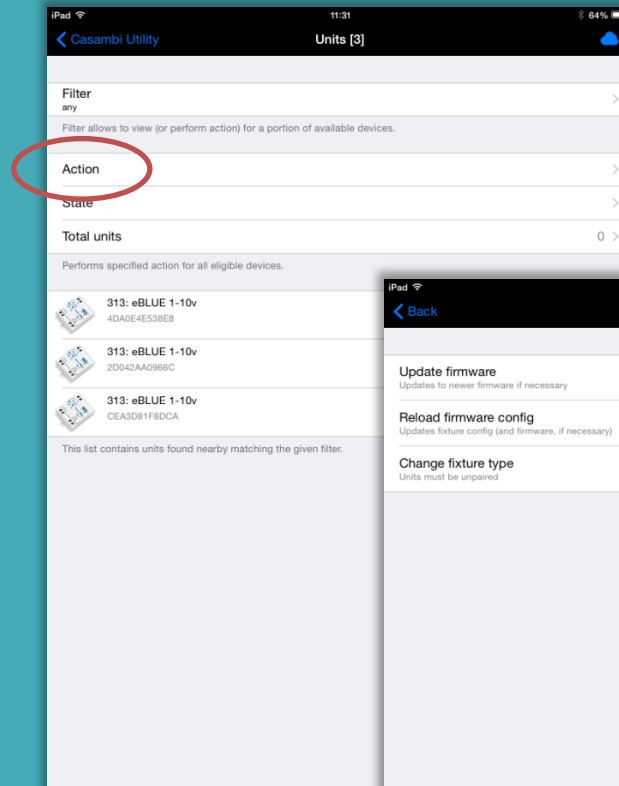 iPad 11:31 64%
Casambi Utility Units [3]
Filter
any
Filter allows to view (or perform action) for a portion of available devices.
Action
State
Total units 0
Performs specified action for all eligible devices.
313: eBLUE 1-10v
4DA0E4E538E8
313: eBLUE 1-10v
2D042AA0966C
313: eBLUE 1-10v
CEA3D81F8DCA
This list contains units found nearby matching the given filter.
iPad
Back
Update firmware
Updates to newer firmware if necessary
Reload firmware config
Updates fixture config (and firmware, if necessary)
Change fixture type
Units must be unpaired